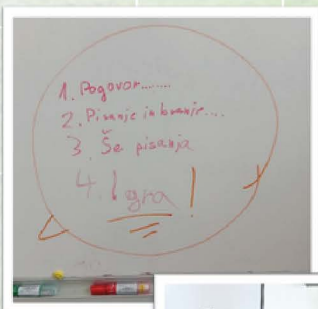 1. Pogovor........
2. Pisanje in branje....
3. Še pisanja
4. Igra!